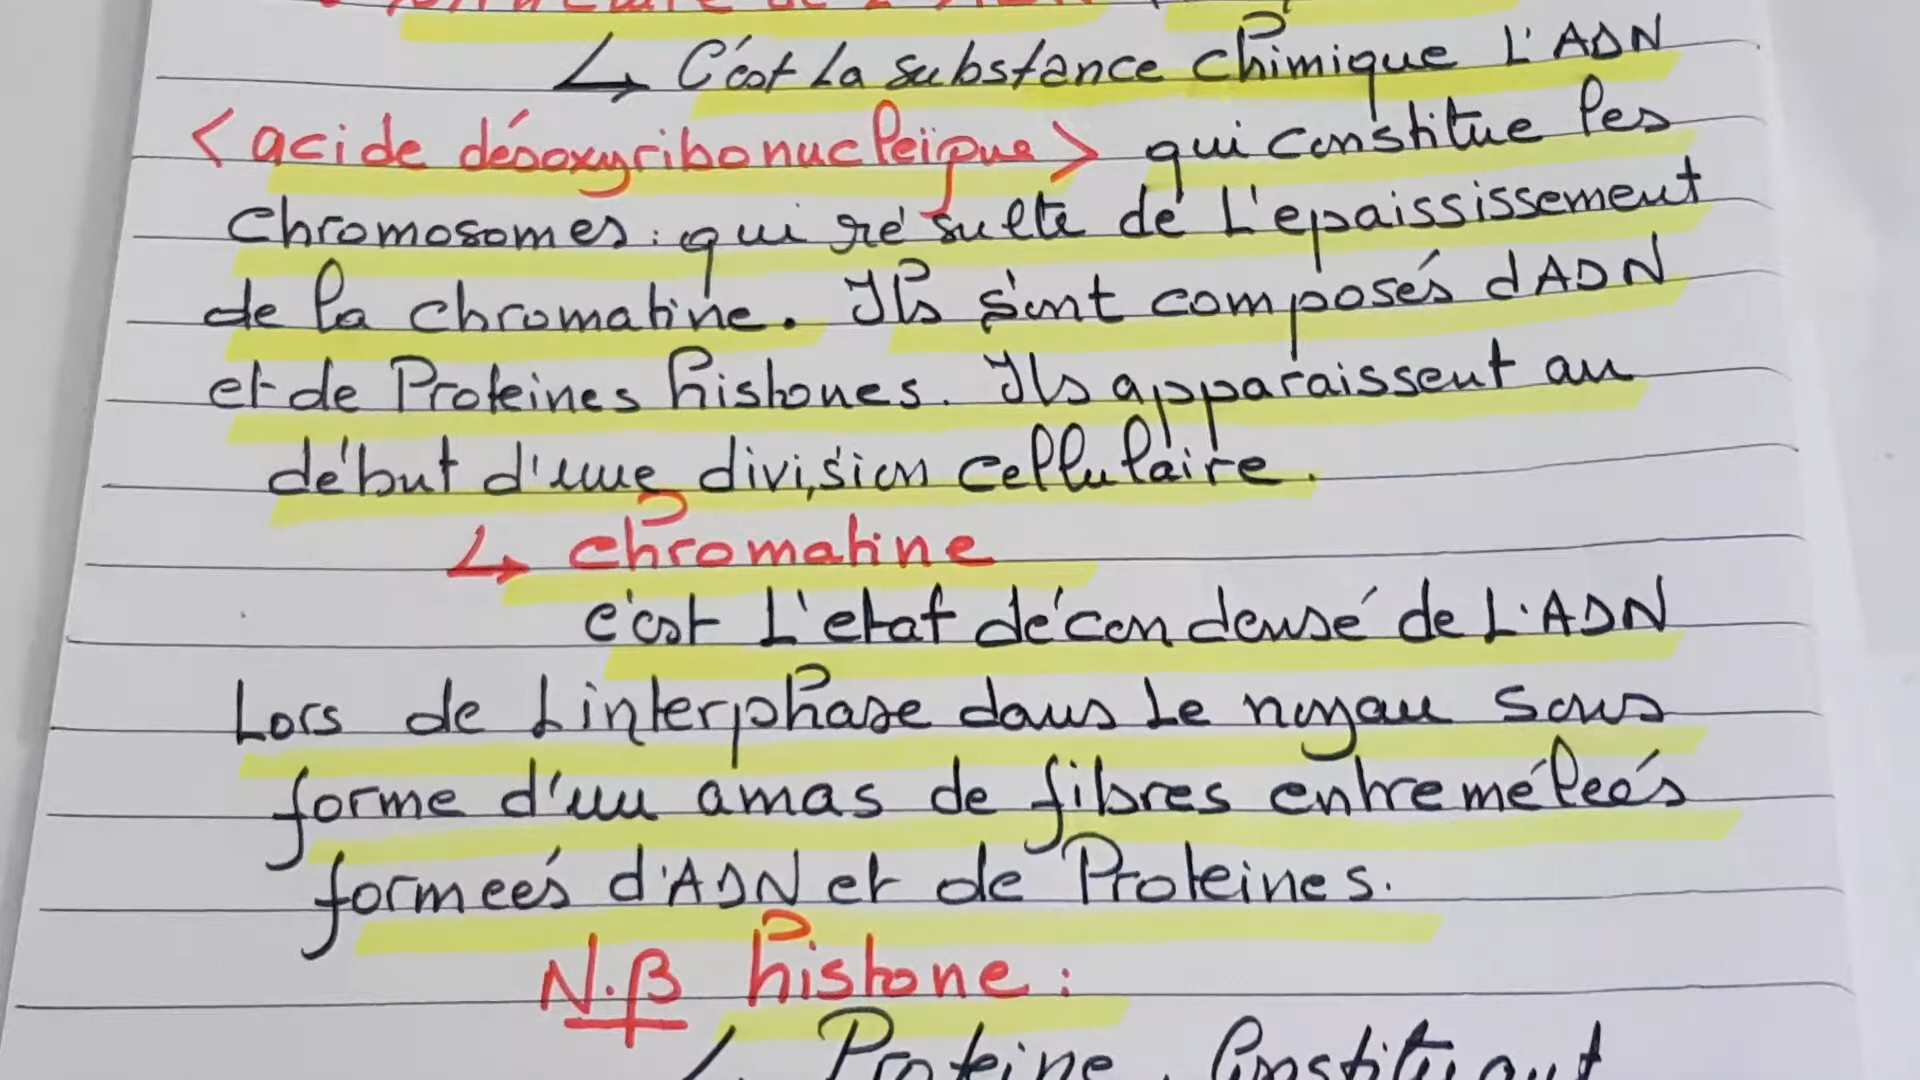 ↳ C'est La substance chimique L'ADN
< acide désoxyribonucleique > qui constitue les
chromosomes: qui résulte de L'epaississement
de la chromatine. Ils sont composés d'ADN
et de Proteines histones. Ils apparaissent au
début d'une division cellulaire.
↳ chromatine
c'est L'etat décondensé de L'ADN
Lors de Linterphase dans Le noyau sous
forme d'un amas de fibres entremêleés
formeés d'ADN et de Proteines.
N.B histone:
Proteine. Constituant